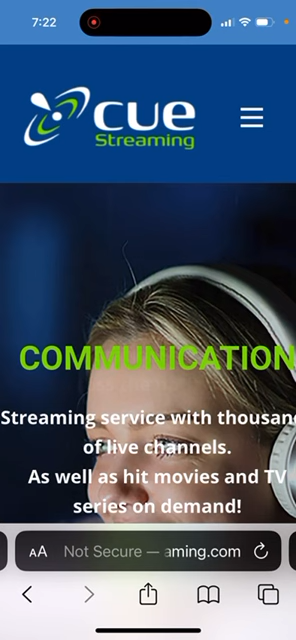 7:22
cue
Streaming
COMMUNICATION
Streaming service with thousan
of live channels.
As well as hit movies and TV
series on demand!
AA Not Secure — aming.com